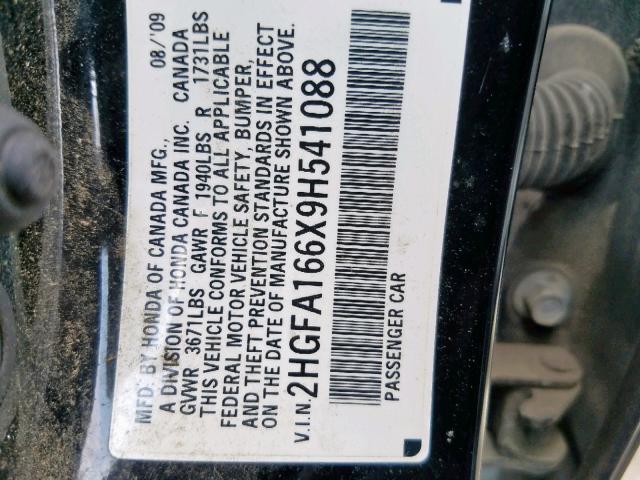 MFD. BY HONDA OF CANADA MFG., 08/'09
A DIVISION OF HONDA CANADA INC. CANADA
GVWR 3671LBS GAWR F 1940LBS R 1731LBS
THIS VEHICLE CONFORMS TO ALL APPLICABLE
FEDERAL MOTOR VEHICLE SAFETY, BUMPER,
AND THEFT PREVENTION STANDARDS IN EFFECT
ON THE DATE OF MANUFACTURE SHOWN ABOVE.
V.I.N. 2HGFA166X9H541088
PASSENGER CAR